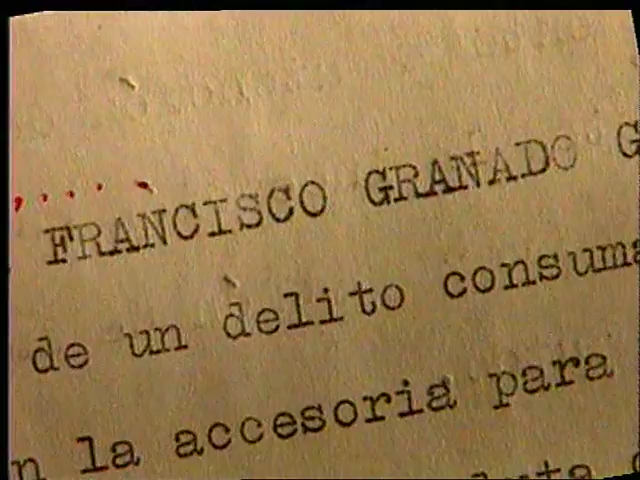 FRANCISCO GRANADO G
de un delito consuma
n la accesoria para